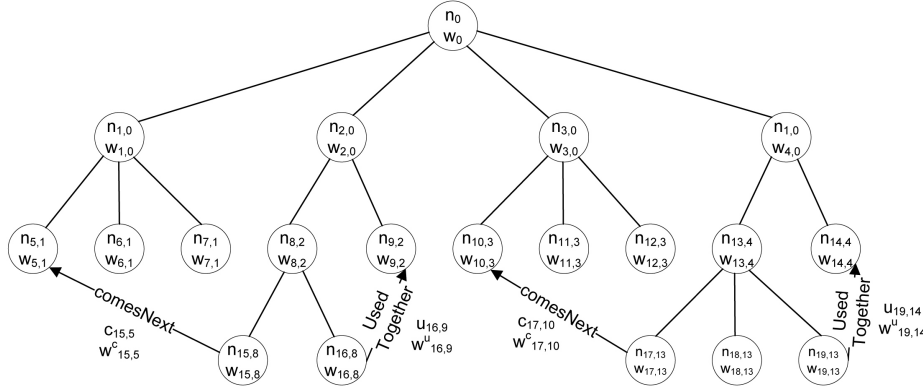 n0
w0
n1,0
w1,0
n2,0
w2,0
n3,0
w3,0
n1,0
w4,0
n5,1
w5,1
n6,1
w6,1
n7,1
w7,1
n8,2
w8,2
n9,2
w9,2
n10,3
w10,3
n11,3
w11,3
n12,3
w12,3
n13,4
w13,4
n14,4
w14,4
comesNext
c15,5
wc15,5
Used
Together
u16,9
wu16,9
comesNext
c17,10
wc17,10
Used
Together
u19,14
wu19,14
n15,8
w15,8
n16,8
w16,8
n17,13
w17,13
n18,13
w18,13
n19,13
w19,13